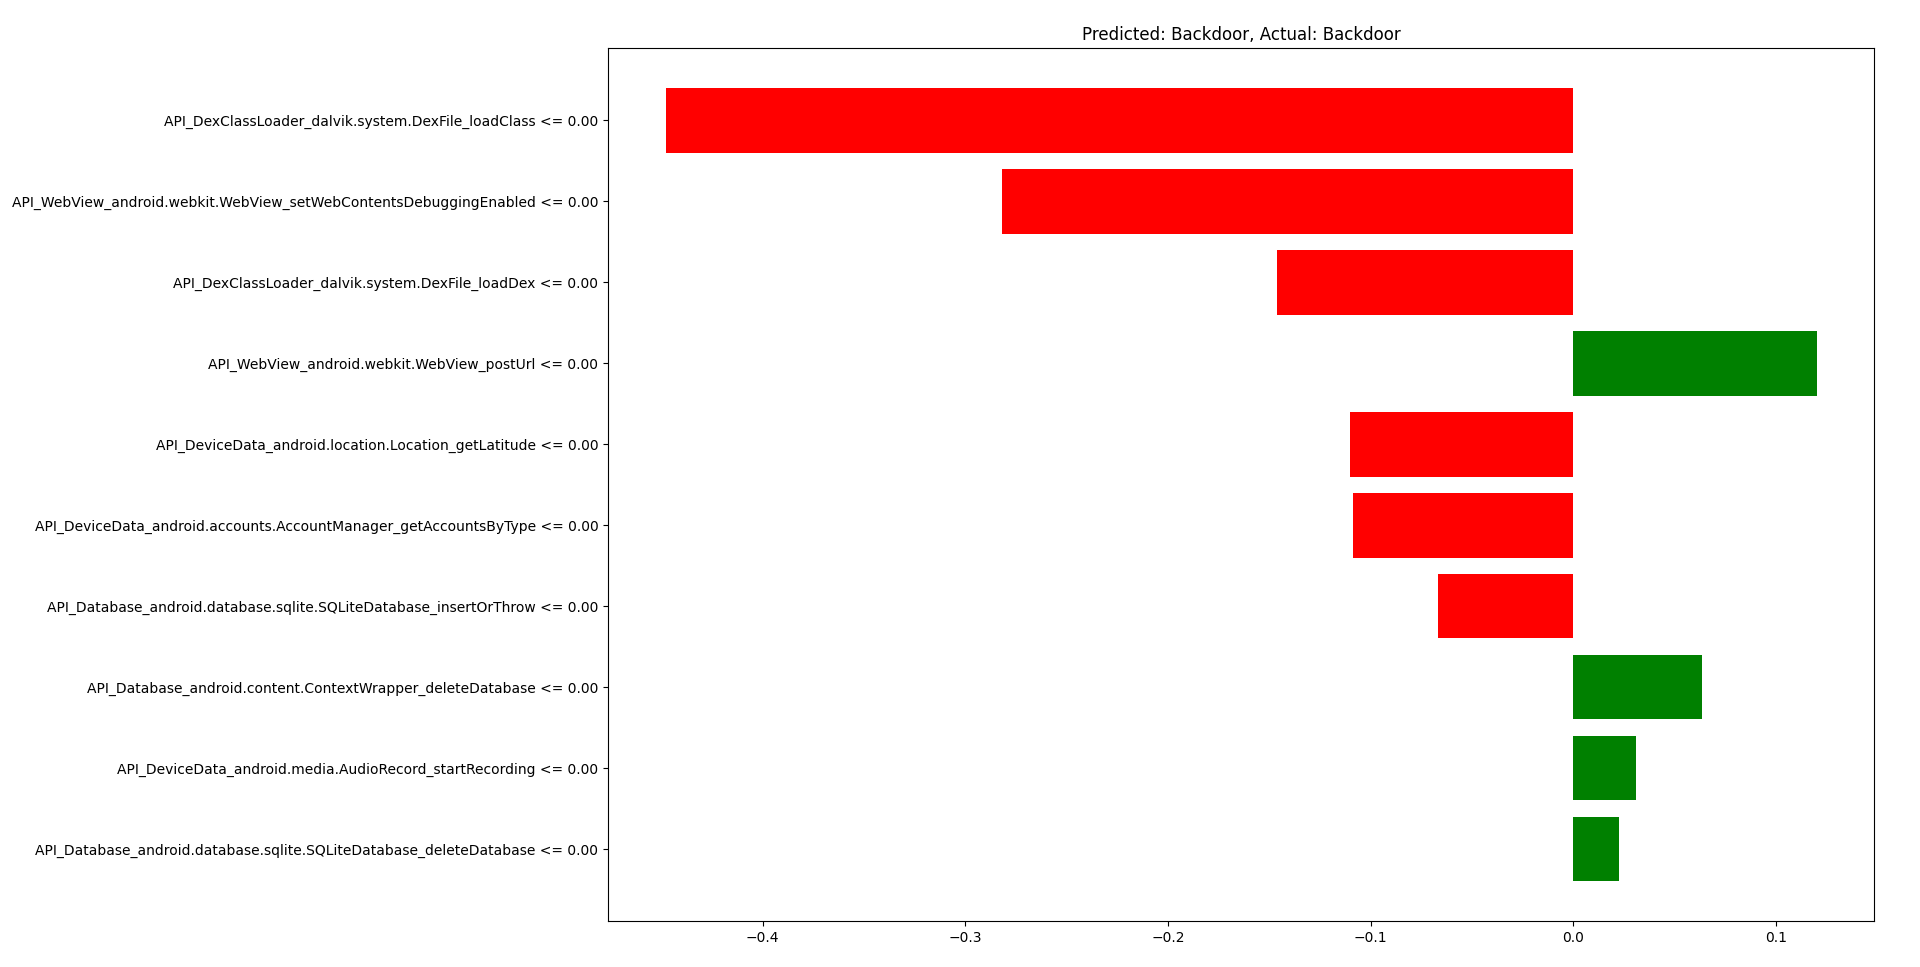 Predicted: Backdoor, Actual: Backdoor
API_DexClassLoader_dalvik.system.DexFile_loadClass <= 0.00
API_WebView_android.webkit.WebView_setWebContentsDebuggingEnabled <= 0.00
API_DexClassLoader_dalvik.system.DexFile_loadDex <= 0.00
API_WebView_android.webkit.WebView_postUrl <= 0.00
API_DeviceData_android.location.Location_getLatitude <= 0.00
API_DeviceData_android.accounts.AccountManager_getAccountsByType <= 0.00
API_Database_android.database.sqlite.SQLiteDatabase_insertOrThrow <= 0.00
API_Database_android.content.ContextWrapper_deleteDatabase <= 0.00
API_DeviceData_android.media.AudioRecord_startRecording <= 0.00
API_Database_android.database.sqlite.SQLiteDatabase_deleteDatabase <= 0.00
−0.4 −0.3 −0.2 −0.1 0.0 0.1